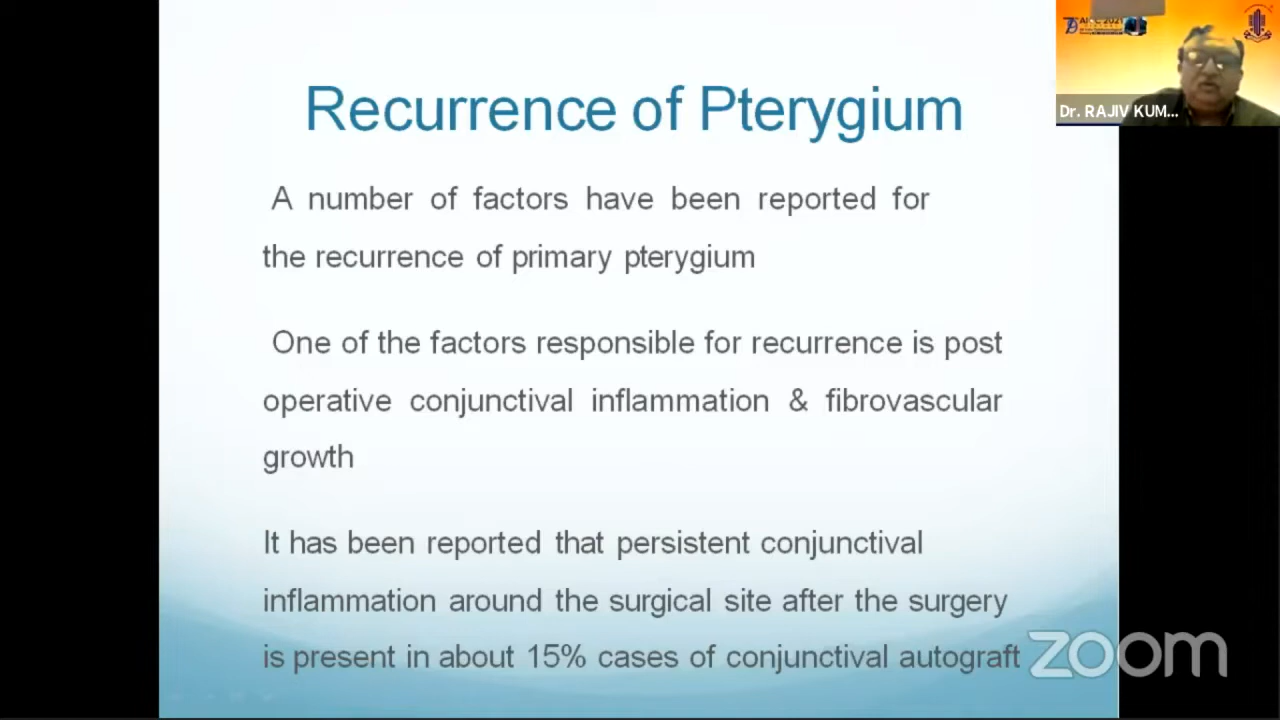 Recurrence of Pterygium
A number of factors have been reported for
the recurrence of primary pterygium
One of the factors responsible for recurrence is post
operative conjunctival inflammation & fibrovascular
growth
It has been reported that persistent conjunctival
inflammation around the surgical site after the surgery
is present in about 15% cases of conjunctival autograft
AIOC 2021
Dr. RAJIV KUM...
zoom